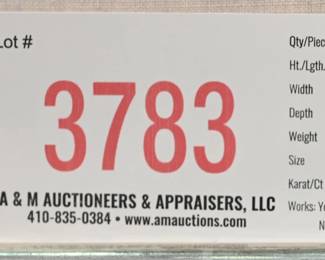 Lot #
3783
A & M AUCTIONEERS & APPRAISERS, LLC
410-835-0384 • www.amauctions.com
Qty/Piec
Ht./Lgth.
Width
Depth
Weight
Size
Karat/Ct
Works: Y
N